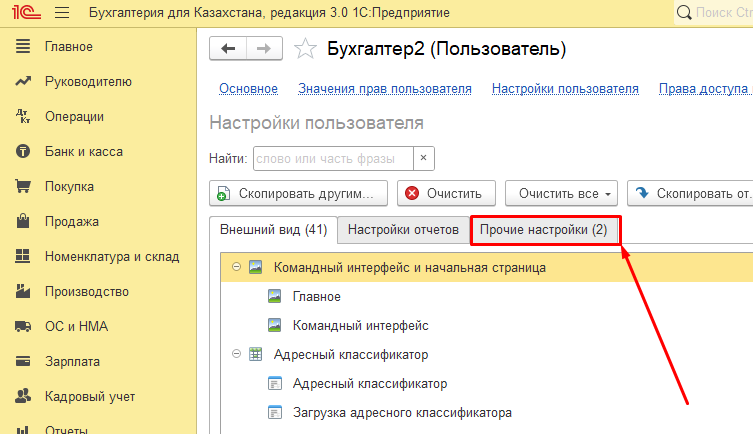 1С Бухгалтерия для Казахстана, редакция 3.0 1С:Предприятие Поиск Ctr
Главное
Руководителю
Операции
Банк и касса
Покупка
Продажа
Номенклатура и склад
Производство
ОС и НМА
Зарплата
Кадровый учет
Отчеты
Бухгалтер2 (Пользователь)
Основное Значения прав пользователя Настройки пользователя Права доступа
Настройки пользователя
Найти: слово или часть фразы ×
Скопировать другим... Очистить Очистить все Скопировать от..
Внешний вид (41) Настройки отчетов Прочие настройки (2)
Командный интерфейс и начальная страница
Главное
Командный интерфейс
Адресный классификатор
Адресный классификатор
Загрузка адресного классификатора